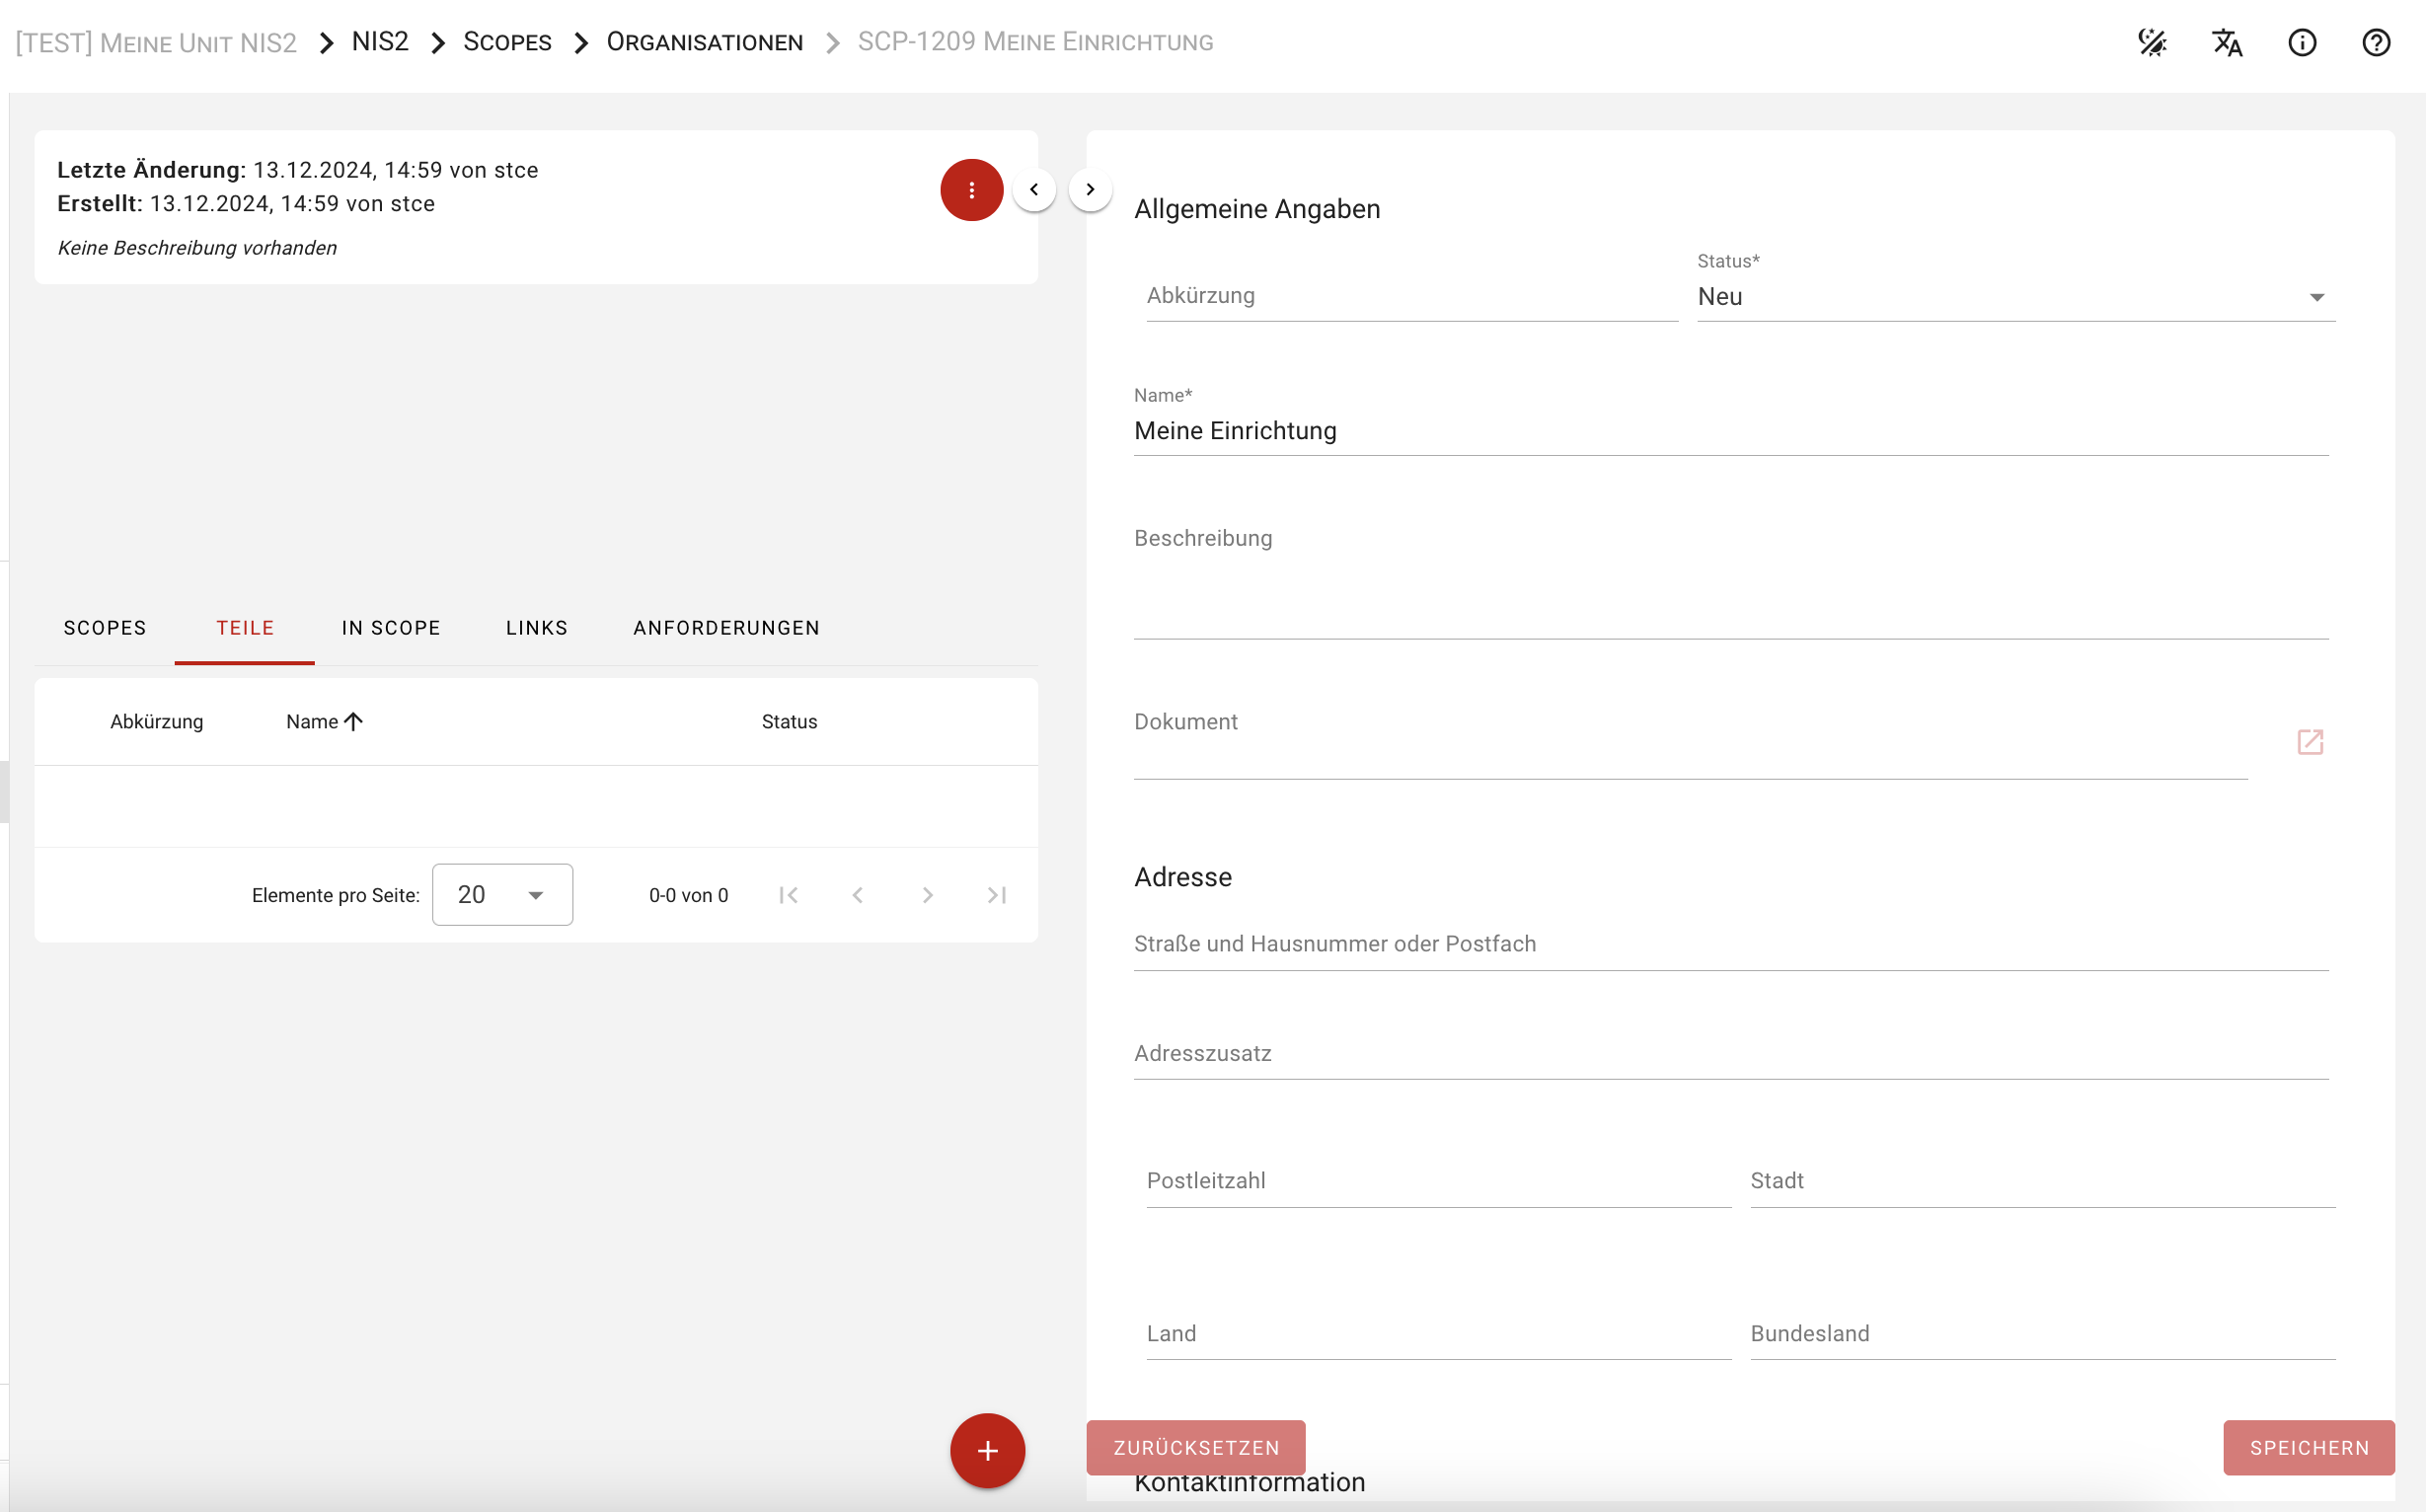 [TEST] Meine Unit NIS2 > NIS2 > Scopes > Organisationen > SCP-1209 Meine Einrichtung
Letzte Änderung: 13.12.2024, 14:59 von stce
Erstellt: 13.12.2024, 14:59 von stce
Keine Beschreibung vorhanden
SCOPES TEILE IN SCOPE LINKS ANFORDERUNGEN
Abkürzung Name Status
Elemente pro Seite: 20 0-0 von 0
Allgemeine Angaben
Abkürzung
Status*
Neu
Name*
Meine Einrichtung
Beschreibung
Dokument
Adresse
Straße und Hausnummer oder Postfach
Adresszusatz
Postleitzahl Stadt
Land Bundesland
ZURÜCKSETZEN SPEICHERN
Kontaktinformation